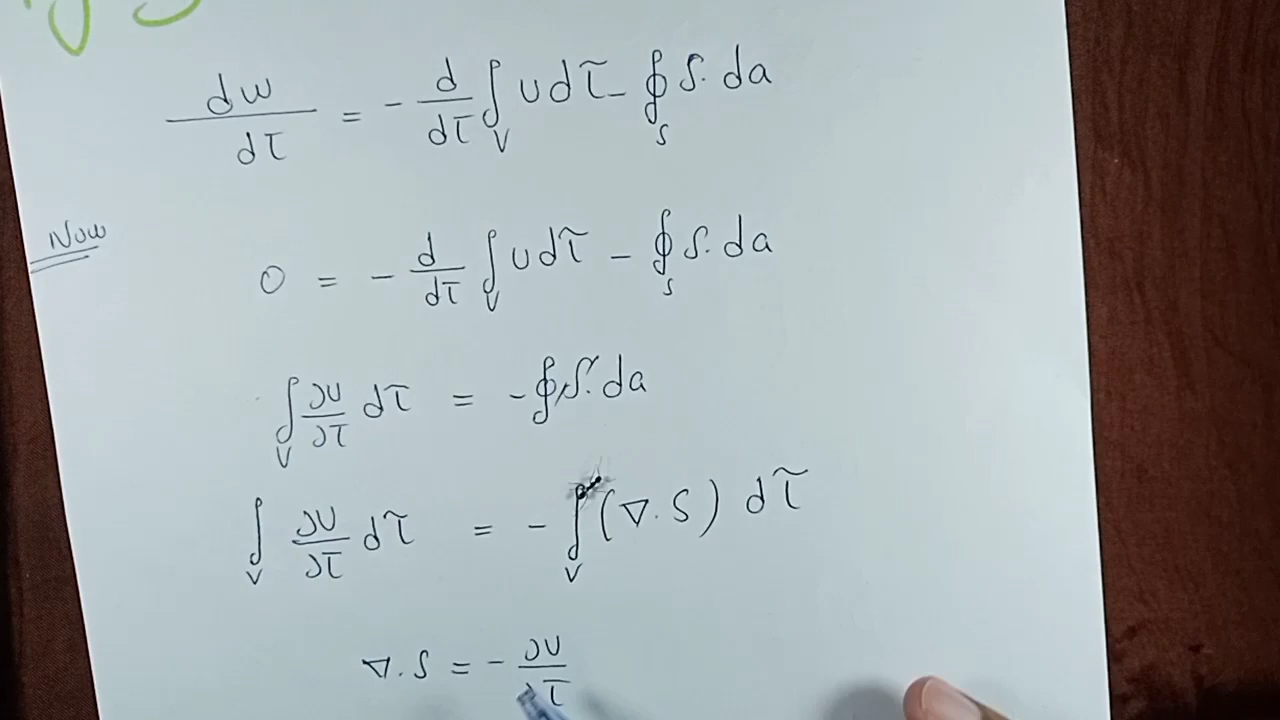 dw/dτ = - d/dτ ∫_V U dτ - ∮_S S. da
Now
0 = - d/dτ ∫_V U dτ - ∮_S S. da
∫_V ∂U/∂τ dτ = - ∮ S. da
∫_V ∂U/∂τ dτ = - ∫_V (∇. S) dτ
∇. S = - ∂U/∂τ